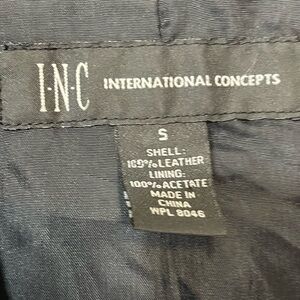 I·N·C INTERNATIONAL CONCEPTS
S
SHELL:
100%LEATHER
LINING:
100%ACETATE
MADE IN
CHINA
WPL 8046